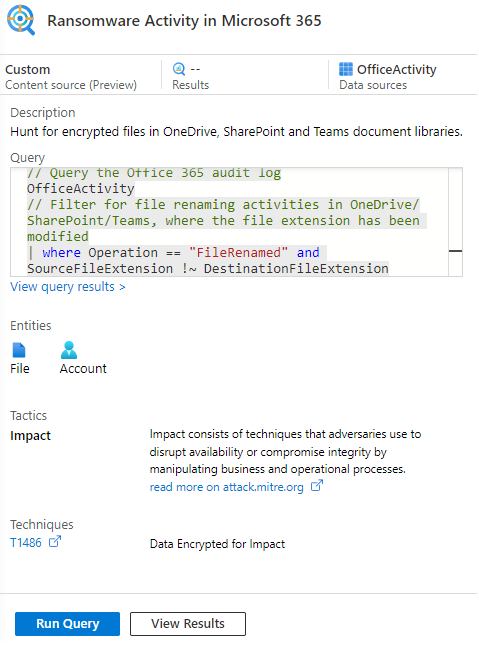 Ransomware Activity in Microsoft 365
Custom
Content source (Preview)
--
Results
OfficeActivity
Data sources
Description
Hunt for encrypted files in OneDrive, SharePoint and Teams document libraries.
Query
// Query the Office 365 audit log
OfficeActivity
// Filter for file renaming activities in OneDrive/
SharePoint/Teams, where the file extension has been
modified
| where Operation == "FileRenamed" and
SourceFileExtension !~ DestinationFileExtension
View query results >
Entities
File
Account
Tactics
Impact
Impact consists of techniques that adversaries use to
disrupt availability or compromise integrity by
manipulating business and operational processes.
read more on attack.mitre.org
Techniques
T1486
Data Encrypted for Impact
Run Query
View Results